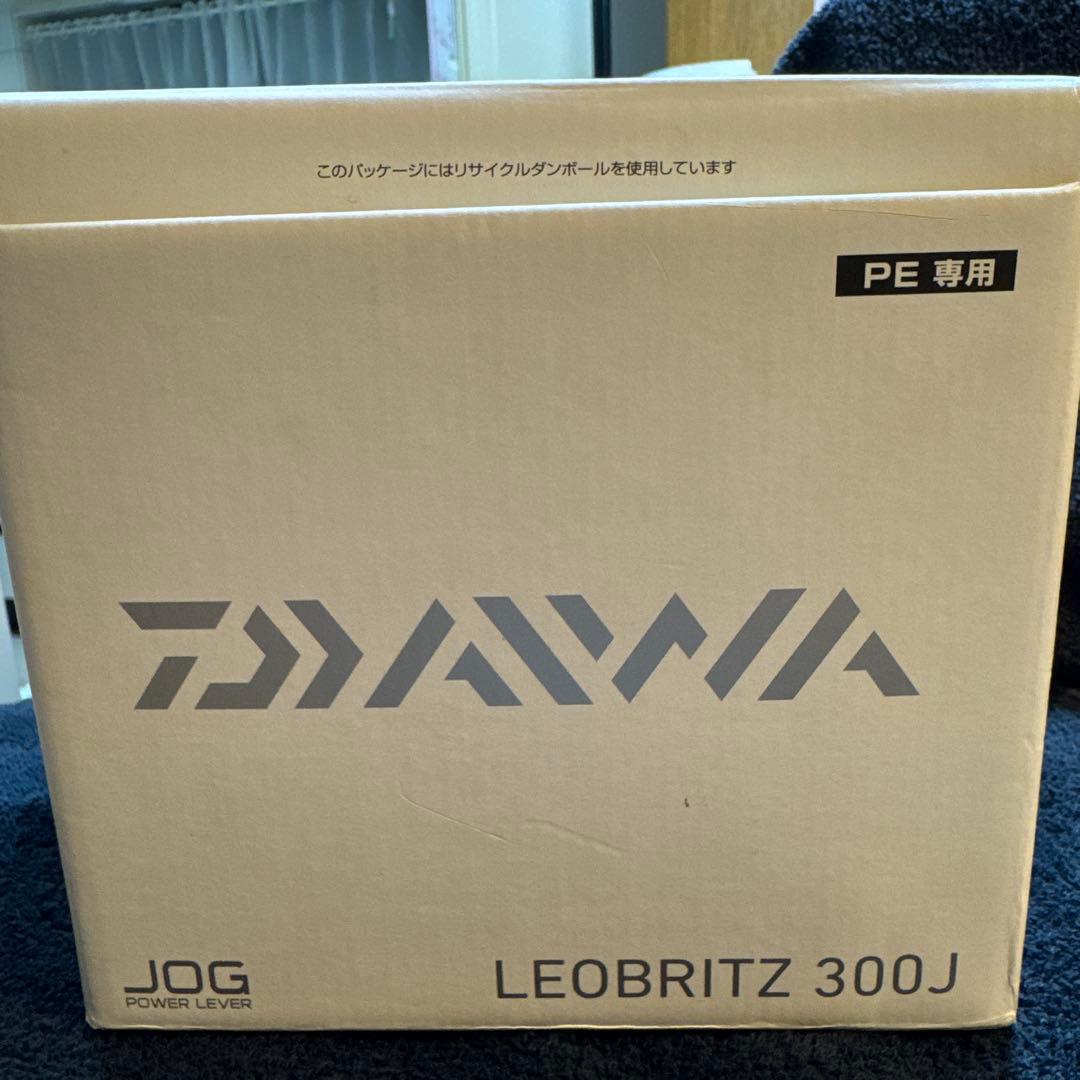 このパッケージにはリサイクルダンボールを使用しています
PE 専用
DAIWA
JOG
POWER LEVER
LEOBRITZ 300J